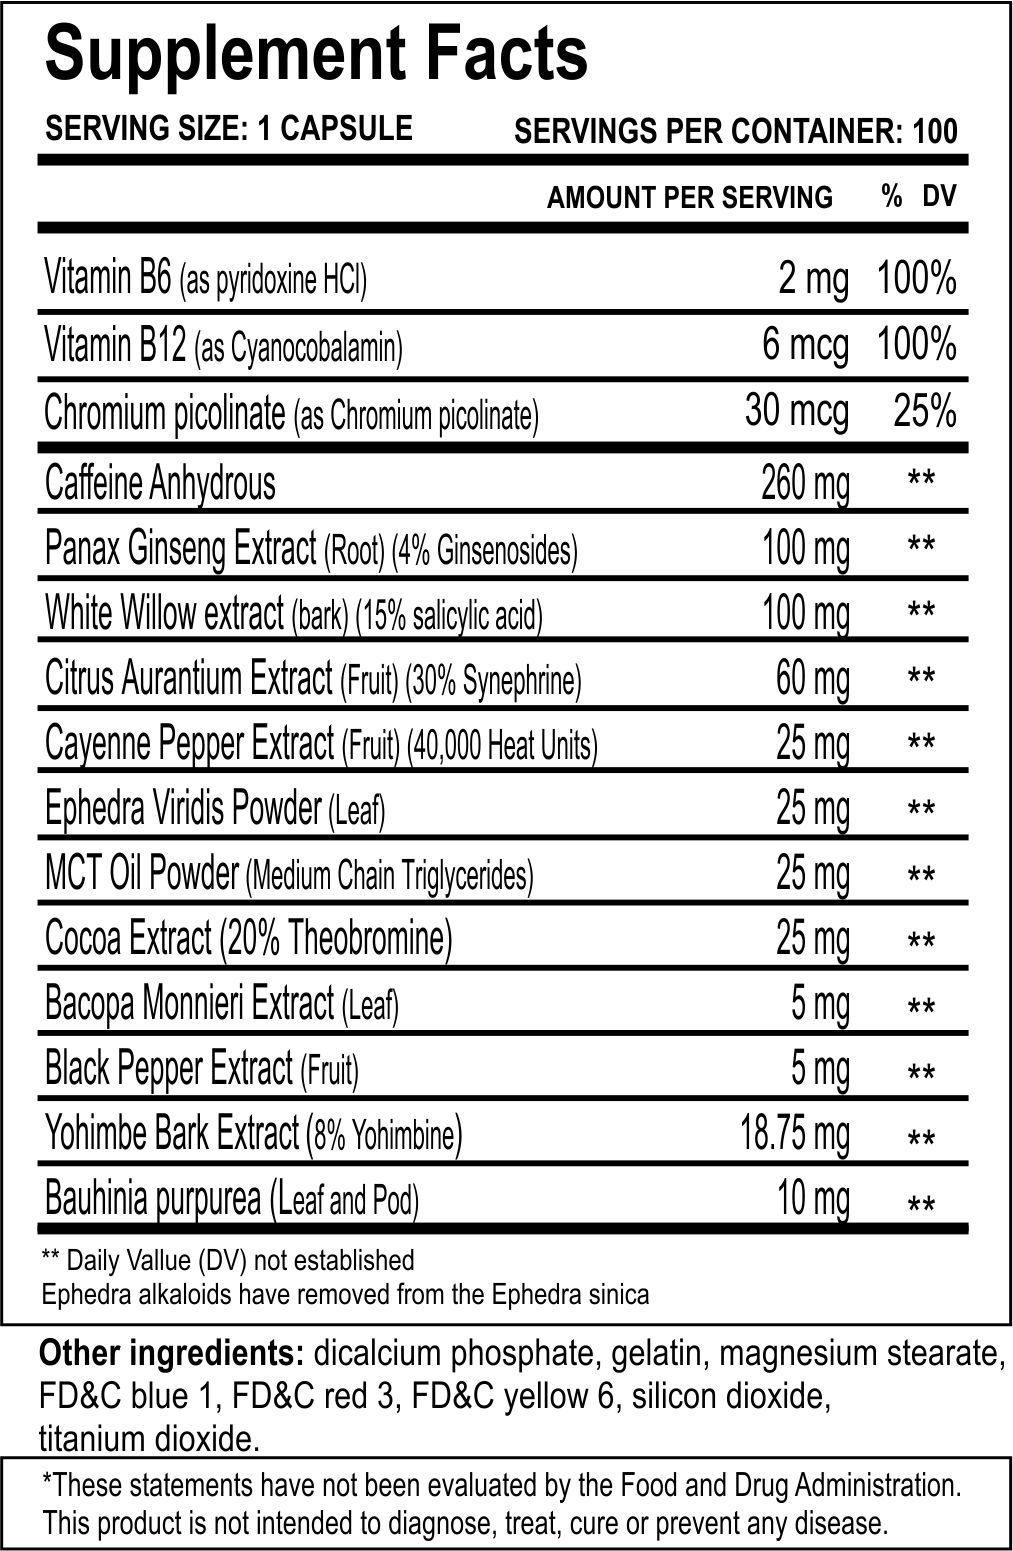 Supplement Facts
SERVING SIZE: 1 CAPSULE SERVINGS PER CONTAINER: 100
AMOUNT PER SERVING % DV
Vitamin B6 (as pyridoxine HCl) 2 mg 100%
Vitamin B12 (as Cyanocobalamin) 6 mcg 100%
Chromium picolinate (as Chromium picolinate) 30 mcg 25%
Caffeine Anhydrous 260 mg **
Panax Ginseng Extract (Root) (4% Ginsenosides) 100 mg **
White Willow extract (bark) (15% salicylic acid) 100 mg **
Citrus Aurantium Extract (Fruit) (30% Synephrine) 60 mg **
Cayenne Pepper Extract (Fruit) (40,000 Heat Units) 25 mg **
Ephedra Viridis Powder (Leaf) 25 mg **
MCT Oil Powder (Medium Chain Triglycerides) 25 mg **
Cocoa Extract (20% Theobromine) 25 mg **
Bacopa Monnieri Extract (Leaf) 5 mg **
Black Pepper Extract (Fruit) 5 mg **
Yohimbe Bark Extract (8% Yohimbine) 18.75 mg **
Bauhinia purpurea (Leaf and Pod) 10 mg **
** Daily Vallue (DV) not established
Ephedra alkaloids have removed from the Ephedra sinica
Other ingredients: dicalcium phosphate, gelatin, magnesium stearate,
FD&C blue 1, FD&C red 3, FD&C yellow 6, silicon dioxide,
titanium dioxide.
*These statements have not been evaluated by the Food and Drug Administration.
This product is not intended to diagnose, treat, cure or prevent any disease.